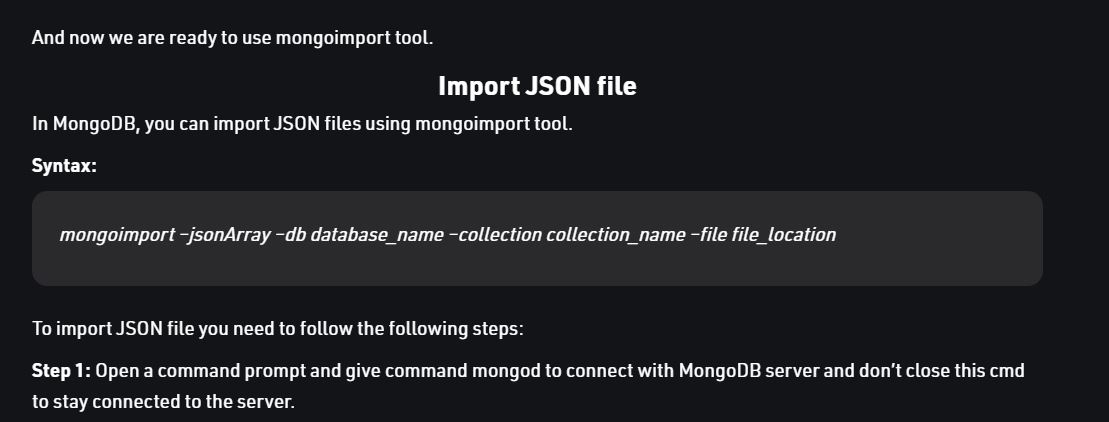 And now we are ready to use mongoimport tool.
Import JSON file
In MongoDB, you can import JSON files using mongoimport tool.
Syntax:
mongoimport –jsonArray –db database_name –collection collection_name –file file_location
To import JSON file you need to follow the following steps:
Step 1: Open a command prompt and give command mongod to connect with MongoDB server and don’t close this cmd
to stay connected to the server.